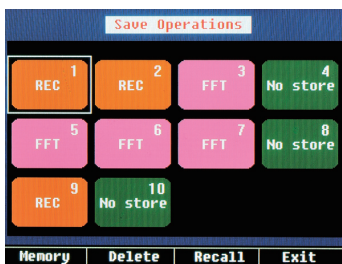 Save Operations
1 2 3 4
REC REC FFT No store
5 6 7 8
FFT FFT FFT No store
9 10
REC No store
Memory Delete Recall Exit